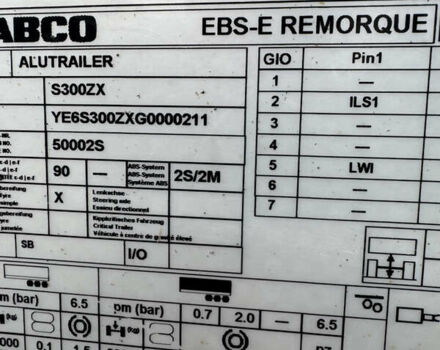 ABCO EBS-E REMORQUE
ALUTRAILER
S300ZX
YE6S300ZXG0000211
50002S
90 — ABS-System
ABS-System
Système ABS 2S/2M
X Lenkachse
Steering axle
Essieu directionnel
Kippkritisches Fahrzeug
Critical Trailer
Véhicule à centre de gravité élevé
SB I/O
GIO Pin1
1 —
2 ILS1
3 —
4 —
5 LWI
6 —
7 —
m (bar) 6.5 pm (bar) 0.7 2.0 — 6.5